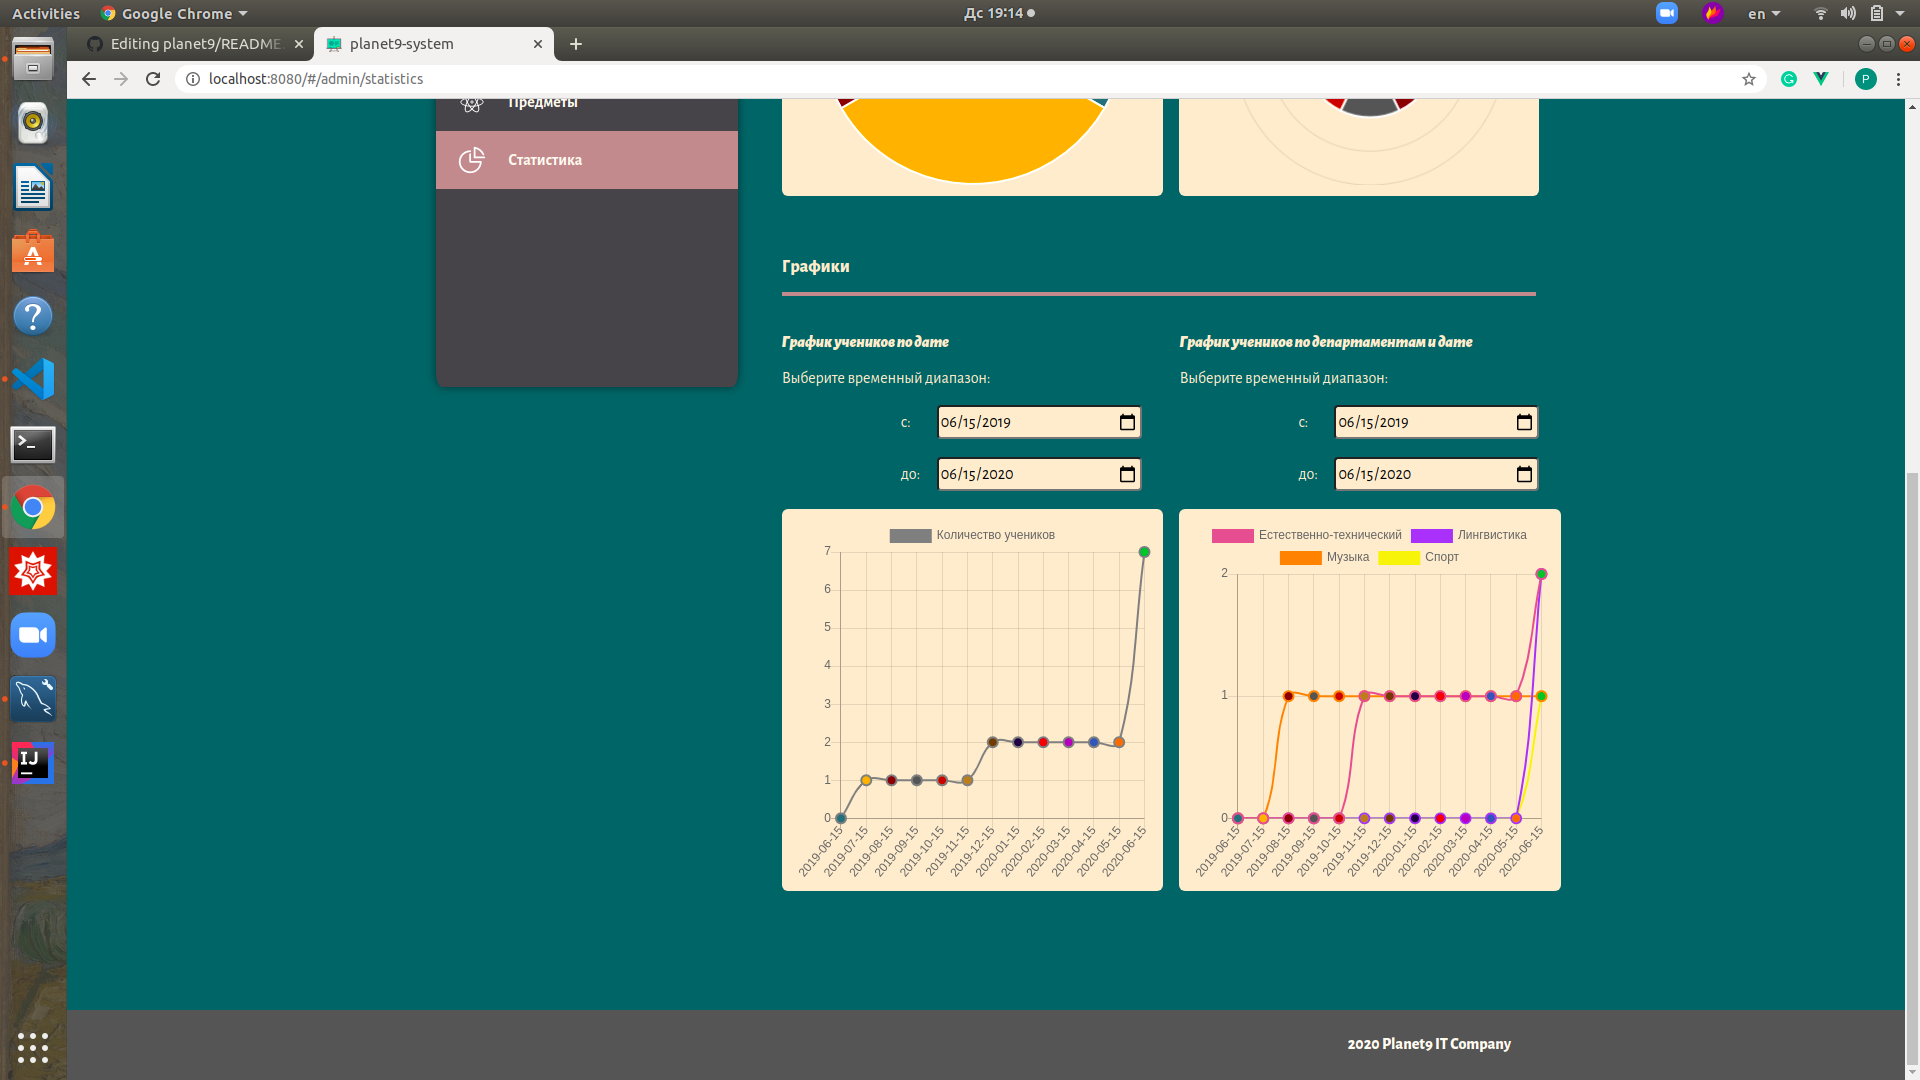 Activities
Google Chrome
Дс 19:14
en
Editing planet9/README.
planet9-system
localhost:8080/#/admin/statistics
P
Предметы
Статистика
Графики
График учеников по дате
График учеников по департаментам и дате
Выберите временный диапазон:
Выберите временный диапазон:
с:
06/15/2019
с:
06/15/2019
до:
06/15/2020
до:
06/15/2020
Количество учеников
7
6
5
4
3
2
1
0
2019-06-15
2019-07-15
2019-08-15
2019-09-15
2019-10-15
2019-11-15
2019-12-15
2020-01-15
2020-02-15
2020-03-15
2020-04-15
2020-05-15
2020-06-15
Естественно-технический
Лингвистика
Музыка
Спорт
2
1
0
2019-06-15
2019-07-15
2019-08-15
2019-09-15
2019-10-15
2019-11-15
2019-12-15
2020-01-15
2020-02-15
2020-03-15
2020-04-15
2020-05-15
2020-06-15
IJ
2020 Planet9 IT Company